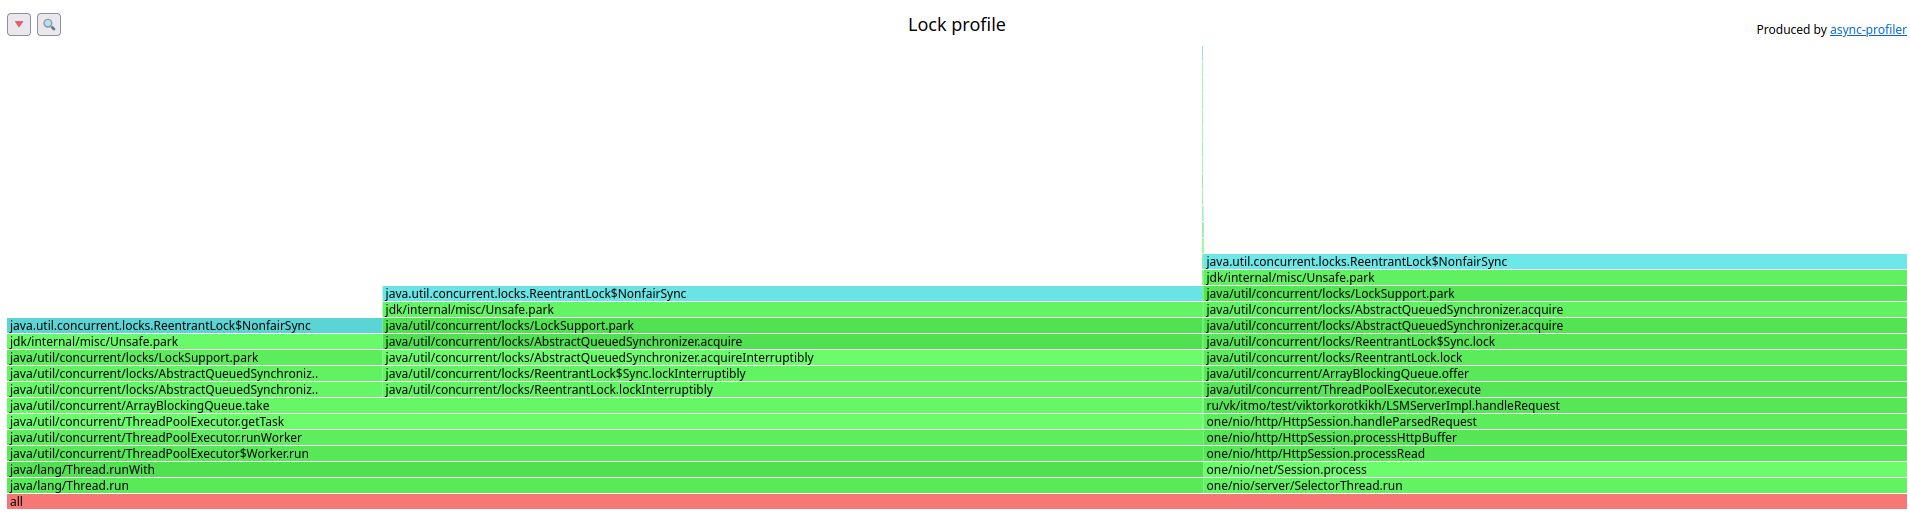 Lock profile
Produced by async-profiler
java.util.concurrent.locks.ReentrantLock$NonfairSync
jdk/internal/misc/Unsafe.park
java.util.concurrent.locks.ReentrantLock$NonfairSync
java/util/concurrent/locks/LockSupport.park
jdk/internal/misc/Unsafe.park
java/util/concurrent/locks/AbstractQueuedSynchronizer.acquire
java.util.concurrent.locks.ReentrantLock$NonfairSync
java/util/concurrent/locks/LockSupport.park
java/util/concurrent/locks/AbstractQueuedSynchronizer.acquire
jdk/internal/misc/Unsafe.park
java/util/concurrent/locks/AbstractQueuedSynchronizer.acquire
java/util/concurrent/locks/ReentrantLock$Sync.lock
java/util/concurrent/locks/LockSupport.park
java/util/concurrent/locks/AbstractQueuedSynchronizer.acquireInterruptibly
java/util/concurrent/locks/ReentrantLock.lock
java/util/concurrent/locks/AbstractQueuedSynchroniz..
java/util/concurrent/locks/ReentrantLock$Sync.lockInterruptibly
java/util/concurrent/ArrayBlockingQueue.offer
java/util/concurrent/locks/AbstractQueuedSynchroniz..
java/util/concurrent/locks/ReentrantLock.lockInterruptibly
java/util/concurrent/ThreadPoolExecutor.execute
java/util/concurrent/ArrayBlockingQueue.take
ru/vk/itmo/test/viktorkorotkikh/LSMServerImpl.handleRequest
java/util/concurrent/ThreadPoolExecutor.getTask
one/nio/http/HttpSession.handleParsedRequest
java/util/concurrent/ThreadPoolExecutor.runWorker
one/nio/http/HttpSession.processHttpBuffer
java/util/concurrent/ThreadPoolExecutor$Worker.run
one/nio/http/HttpSession.processRead
java/lang/Thread.runWith
one/nio/net/Session.process
java/lang/Thread.run
one/nio/server/SelectorThread.run
all